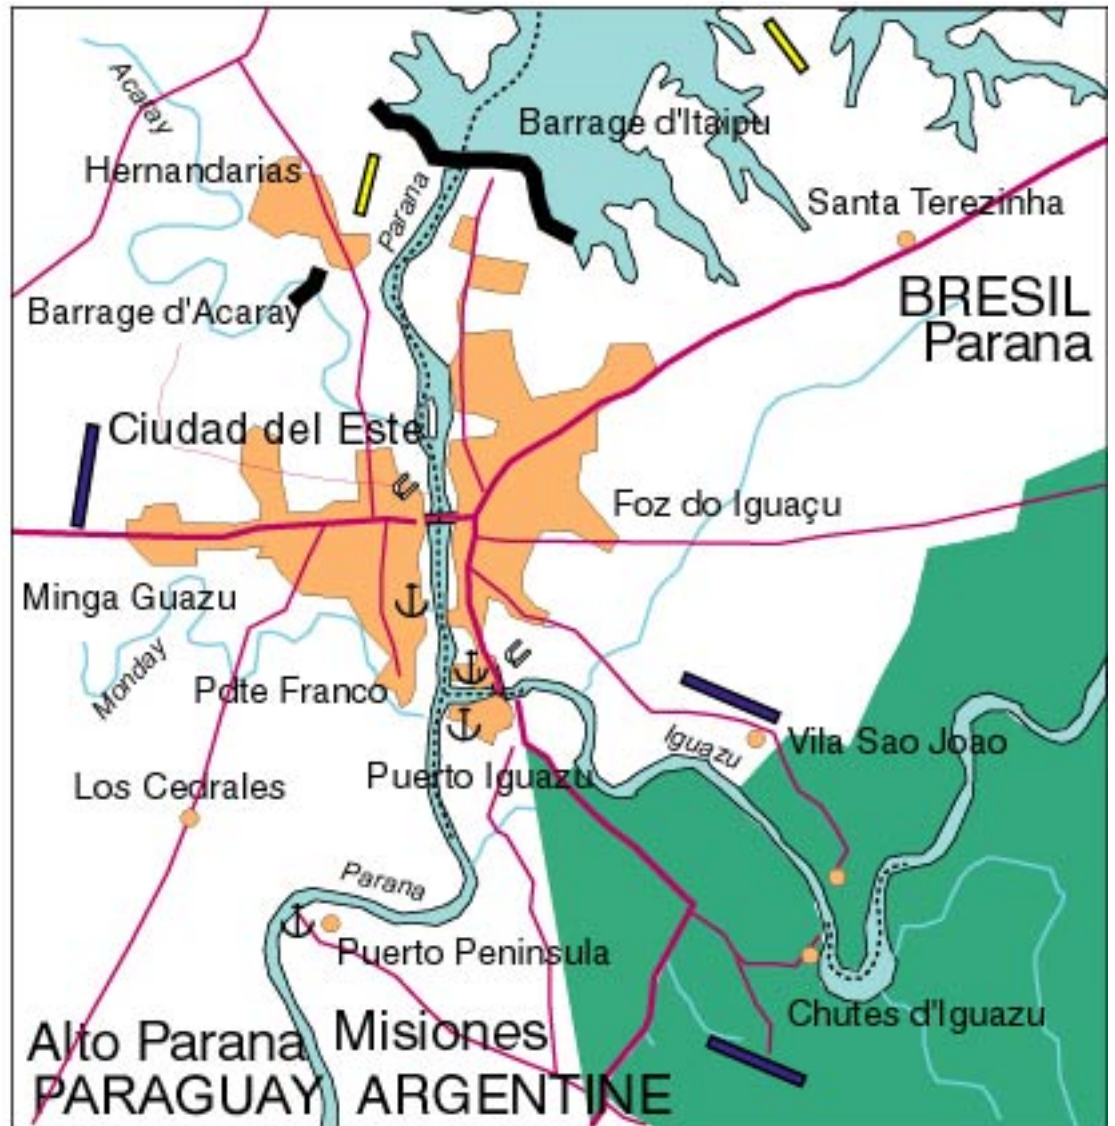 Acaray
Barrage d'Itaipu
Hernandarias
Parana
Santa Terezinha
BRESIL
Parana
Barrage d'Acaray
Ciudad del Este
Foz do Iguaçu
Minga Guazu
Monday
Pdte Franco
Iguazu
Vila Sao Joao
Puerto Iguazu
Los Cedrales
Parana
Puerto Peninsula
Chutes d'Iguazu
Alto Parana
Misiones
PARAGUAY
ARGENTINE